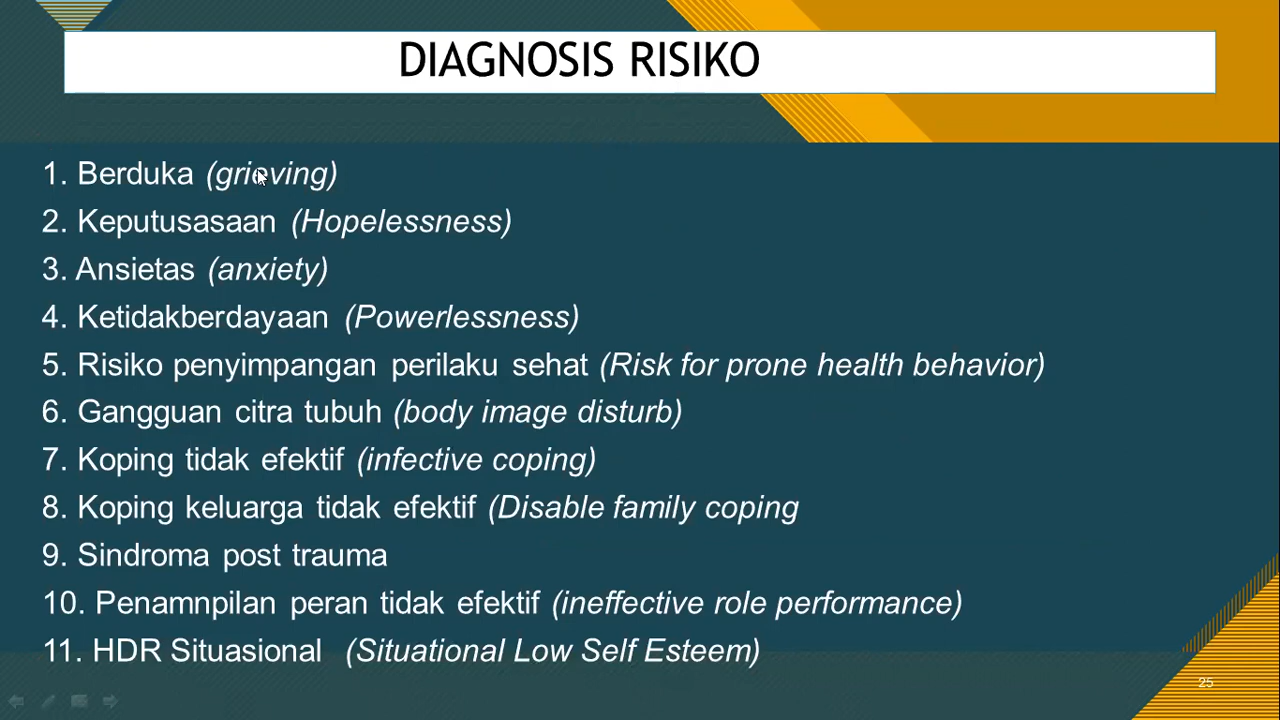 DIAGNOSIS RISIKO
1. Berduka (grieving)
2. Keputusasaan (Hopelessness)
3. Ansietas (anxiety)
4. Ketidakberdayaan (Powerlessness)
5. Risiko penyimpangan perilaku sehat (Risk for prone health behavior)
6. Gangguan citra tubuh (body image disturb)
7. Koping tidak efektif (infective coping)
8. Koping keluarga tidak efektif (Disable family coping
9. Sindroma post trauma
10. Penamnpilan peran tidak efektif (ineffective role performance)
11. HDR Situasional (Situational Low Self Esteem)
25